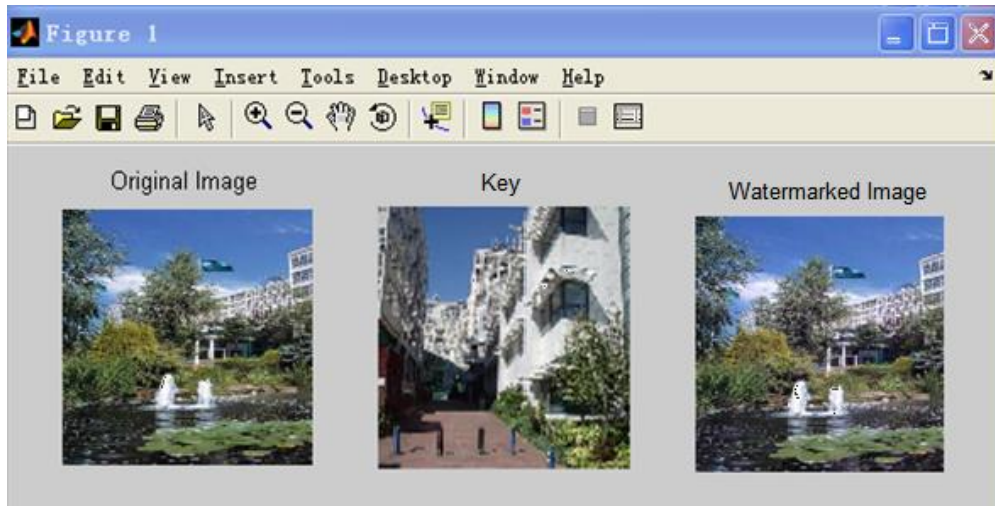 Figure 1
File Edit View Insert Tools Desktop Window Help
Original Image
Key
Watermarked Image